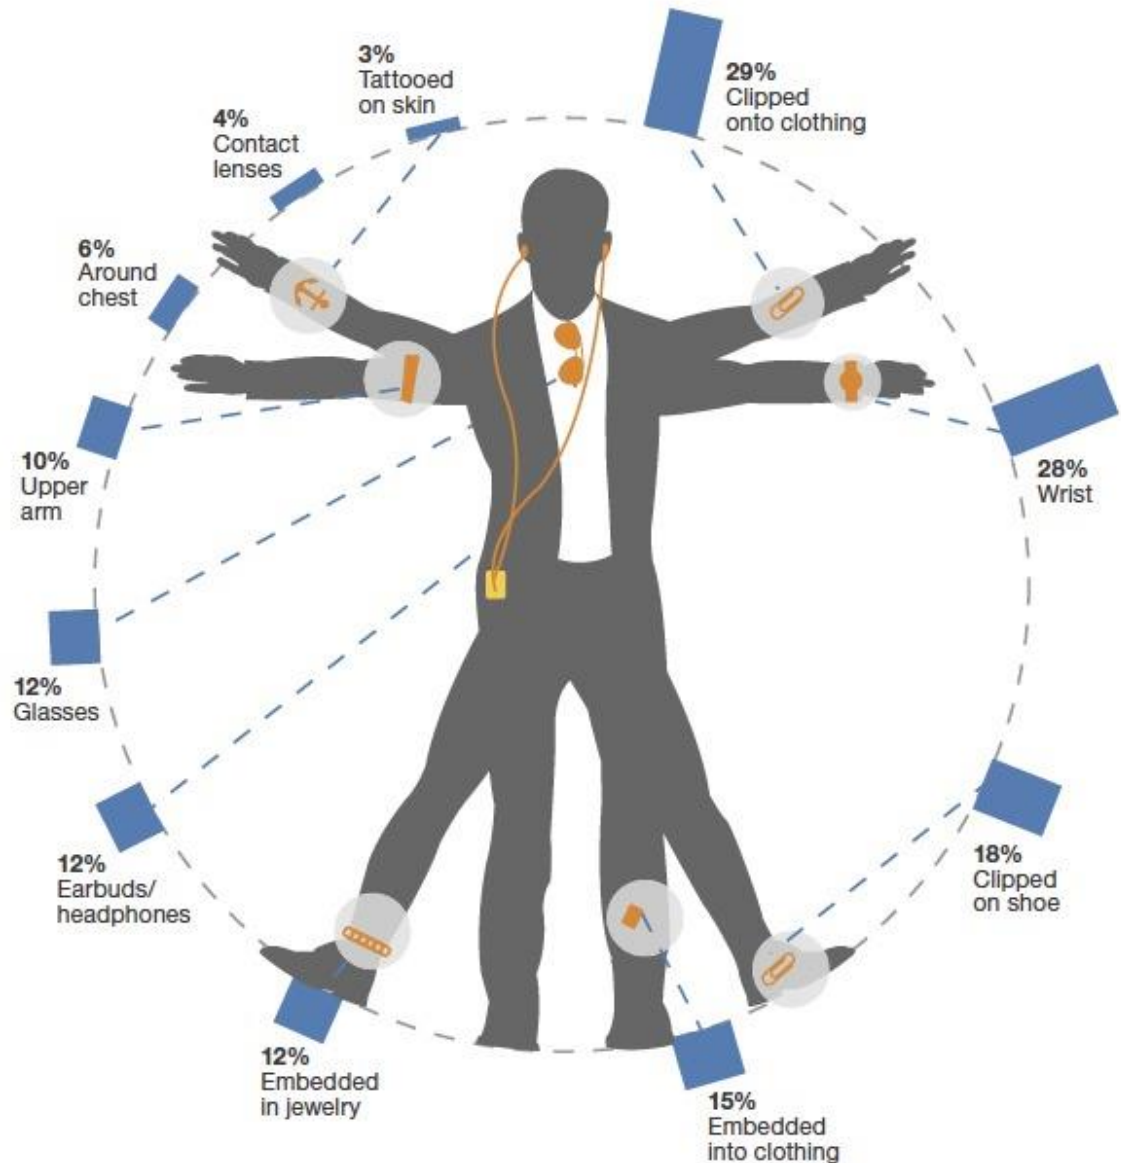 3%
Tattooed
on skin
29%
Clipped
onto clothing
4%
Contact
lenses
6%
Around
chest
10%
Upper
arm
28%
Wrist
12%
Glasses
12%
Earbuds/
headphones
18%
Clipped
on shoe
12%
Embedded
in jewelry
15%
Embedded
into clothing